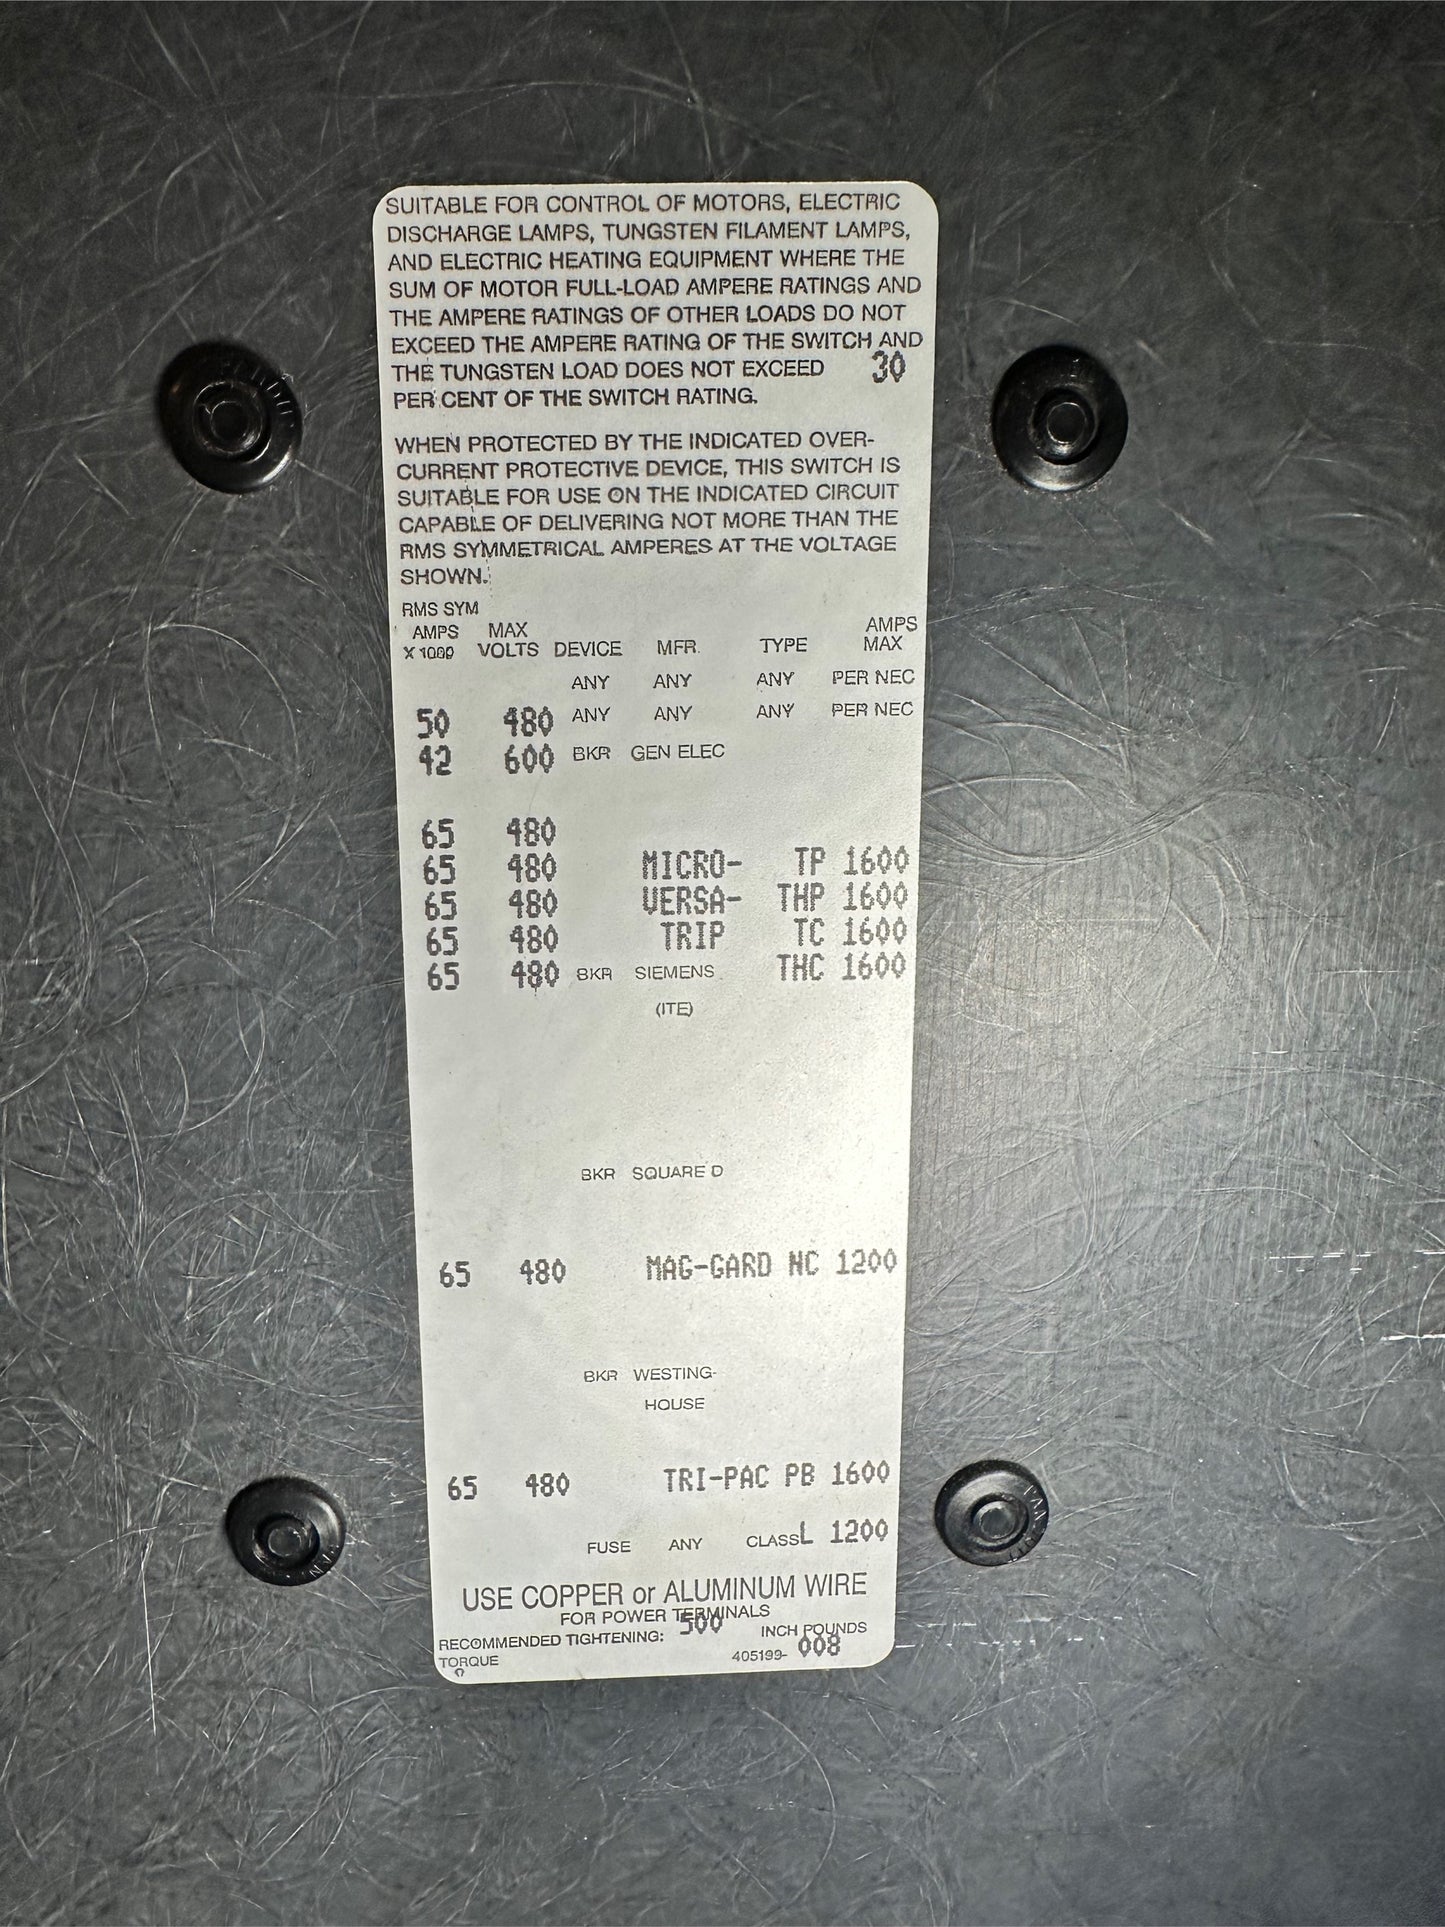 SUITABLE FOR CONTROL OF MOTORS, ELECTRIC
DISCHARGE LAMPS, TUNGSTEN FILAMENT LAMPS,
AND ELECTRIC HEATING EQUIPMENT WHERE THE
SUM OF MOTOR FULL-LOAD AMPERE RATINGS AND
THE AMPERE RATINGS OF OTHER LOADS DO NOT
EXCEED THE AMPERE RATING OF THE SWITCH AND
THE TUNGSTEN LOAD DOES NOT EXCEED 30
PER CENT OF THE SWITCH RATING.
WHEN PROTECTED BY THE INDICATED OVER-
CURRENT PROTECTIVE DEVICE, THIS SWITCH IS
SUITABLE FOR USE ON THE INDICATED CIRCUIT
CAPABLE OF DELIVERING NOT MORE THAN THE
RMS SYMMETRICAL AMPERES AT THE VOLTAGE
SHOWN.
RMS SYM
AMPS MAX AMPS
X 1000 VOLTS DEVICE MFR. TYPE MAX
ANY ANY ANY PER NEC
50 480 ANY ANY ANY PER NEC
42 600 BKR GEN ELEC
65 480
65 480 MICRO- TP 1600
65 480 VERSA- THP 1600
65 480 TRIP TC 1600
65 480 BKR SIEMENS THC 1600
(ITE)
BKR SQUARE D
65 480 MAG-GARD NC 1200
BKR WESTING-
HOUSE
65 480 TRI-PAC PB 1600
FUSE ANY CLASS L 1200
USE COPPER or ALUMINUM WIRE
FOR POWER TERMINALS
RECOMMENDED TIGHTENING: 500 INCH POUNDS
TORQUE 405199- 008